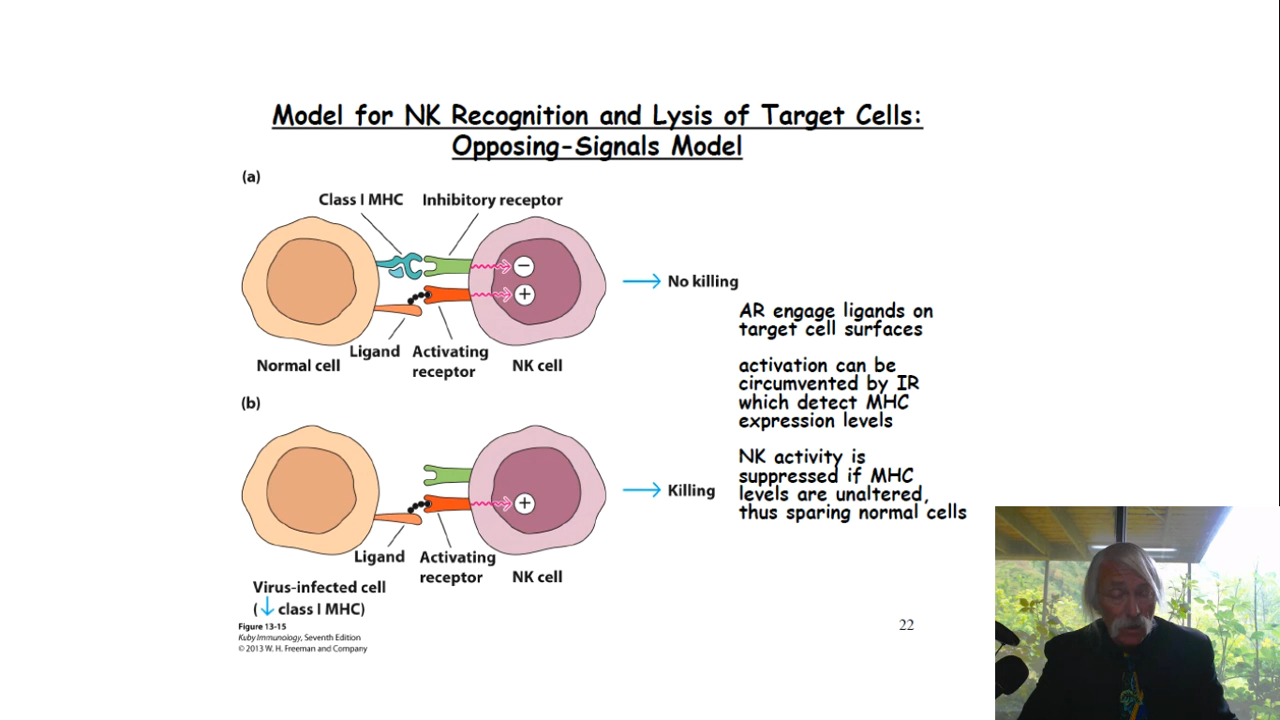 Model for NK Recognition and Lysis of Target Cells:
Opposing-Signals Model
(a)
Class I MHC
Inhibitory receptor
−
+
No killing
Ligand
Activating
receptor
Normal cell
NK cell
AR engage ligands on
target cell surfaces
activation can be
circumvented by IR
which detect MHC
expression levels
NK activity is
suppressed if MHC
levels are unaltered,
thus sparing normal cells
(b)
+
Killing
Ligand
Activating
receptor
NK cell
Virus-infected cell
(↓ class I MHC)
Figure 13-15
Kuby Immunology, Seventh Edition
© 2013 W. H. Freeman and Company
22